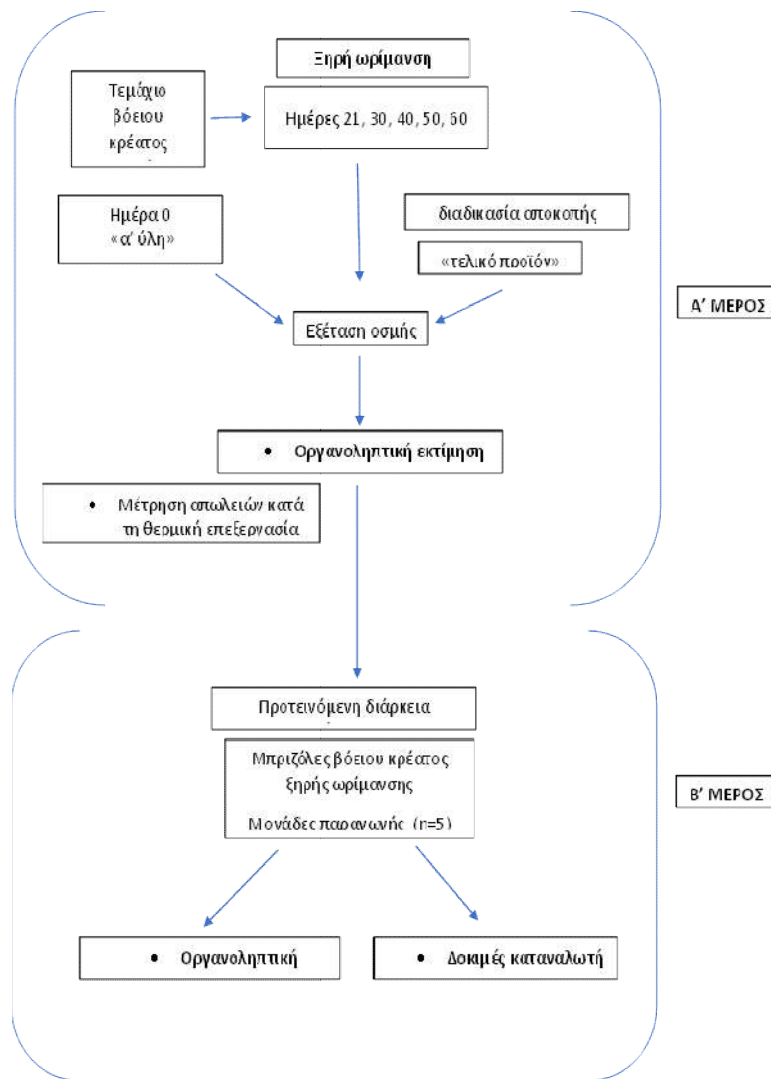 Ξηρή ωρίμανση
Τεμάχιο
βόειου
κρέατος
Ημέρες 21, 30, 40, 50, 60
Ημέρα 0
«α' ύλη»
διαδικασία αποκοπής
«τελικό προϊόν»
Εξέταση οσμής
Α' ΜΕΡΟΣ
• Οργανοληπτική εκτίμηση
• Μέτρηση απωλειών κατά
τη θερμική επεξεργασία
Προτεινόμενη διάρκεια
Μπριζόλες βόειου κρέατος
ξηρής ωρίμανσης
Μονάδες παραγωγής (n=5)
Β' ΜΕΡΟΣ
• Οργανοληπτική
• Δοκιμές καταναλωτή